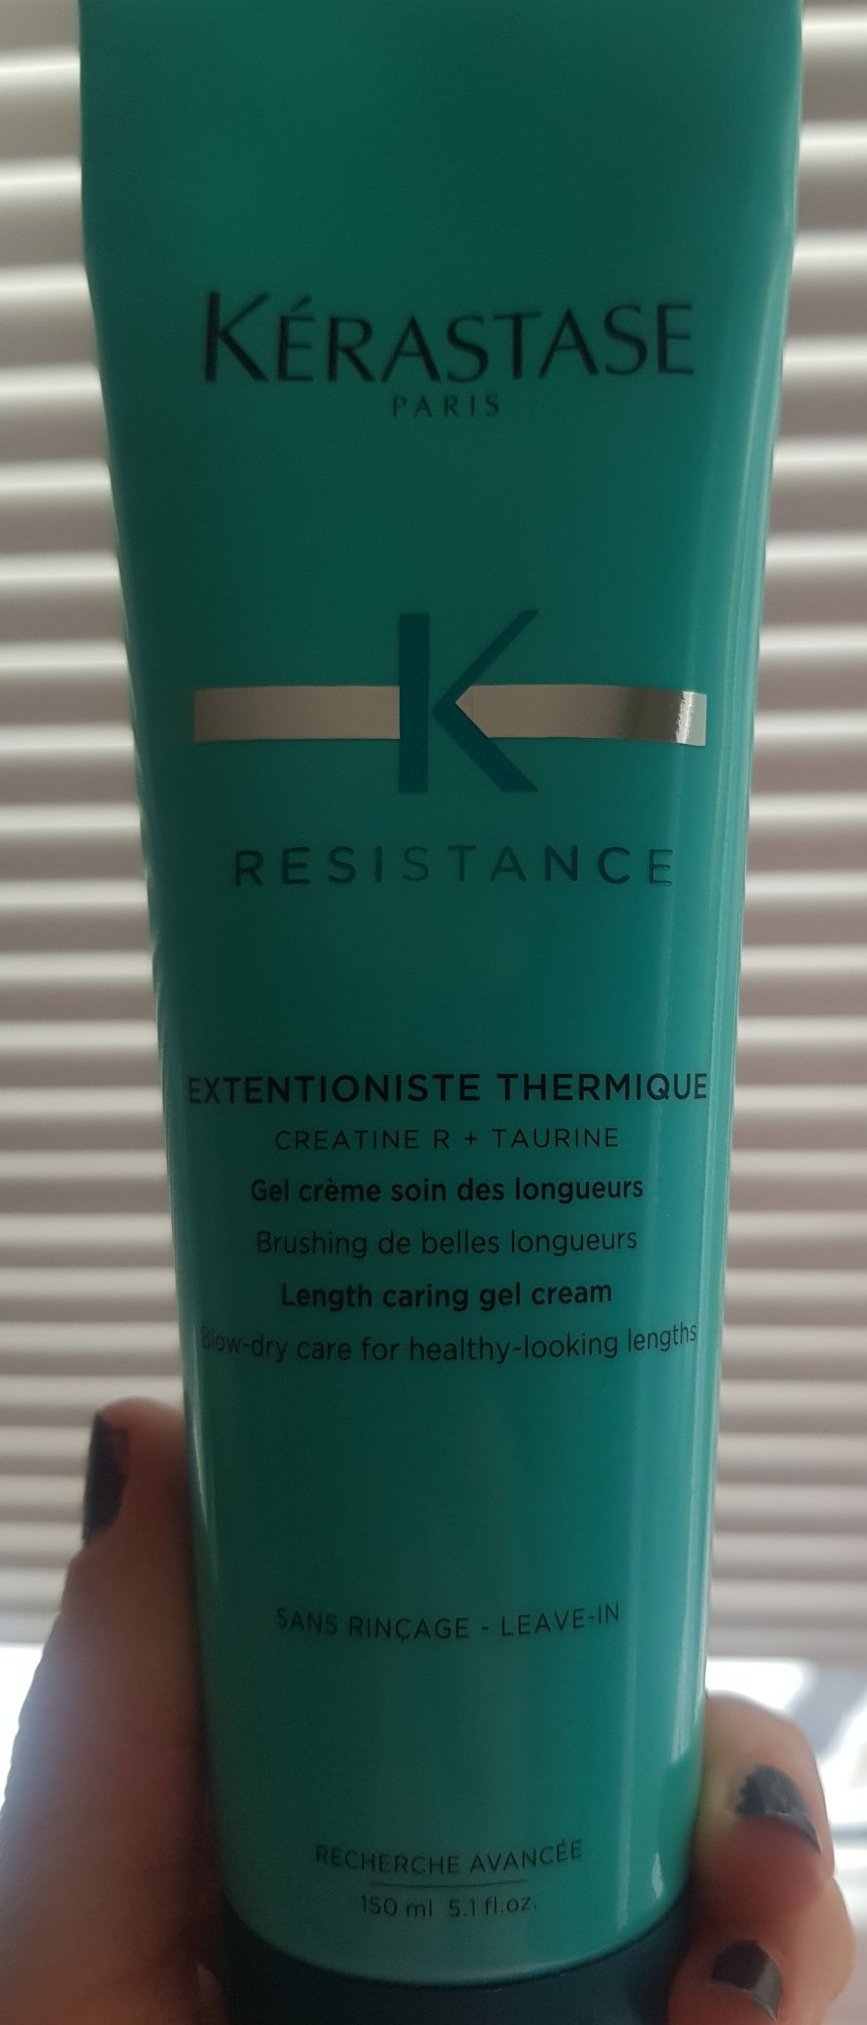 KÉRASTASE
PARIS
K
RESISTANCE
EXTENTIONISTE THERMIQUE
CREATINE R + TAURINE
Gel crème soin des longueurs
Brushing de belles longueurs
Length caring gel cream
Blow-dry care for healthy-looking lengths
SANS RINÇAGE - LEAVE-IN
RECHERCHE AVANCÉE
150 ml 5.1 fl.oz.